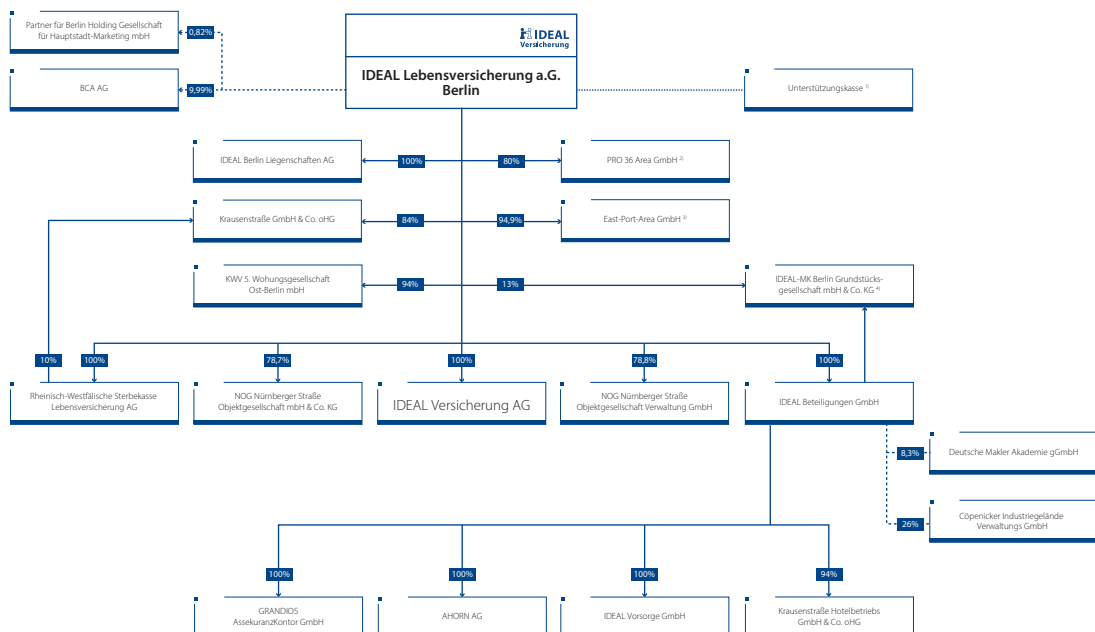 Partner für Berlin Holding Gesellschaft
für Hauptstadt-Marketing mbH
0,82%
IDEAL
Versicherung
IDEAL Lebensversicherung a.G.
Berlin
BCA AG
9,99%
Unterstützungskasse 1)
IDEAL Berlin Liegenschaften AG
100%
80%
PRO 36 Area GmbH 2)
Krausenstraße GmbH & Co. oHG
84%
94,9%
East-Port-Area GmbH 3)
KWV 5. Wohungsgesellschaft
Ost-Berlin mbH
94%
13%
IDEAL-MK Berlin Grundstücks-
gesellschaft mbH & Co. KG 4)
10%
100%
78,7%
100%
78,8%
100%
Rheinisch-Westfälische Sterbekasse
Lebensversicherung AG
NOG Nürnberger Straße
Objektgesellschaft mbH & Co. KG
IDEAL Versicherung AG
NOG Nürnberger Straße
Objektgesellschaft Verwaltung GmbH
IDEAL Beteiligungen GmbH
8,3%
Deutsche Makler Akademie gGmbH
26%
Cöpenicker Industriegelände
Verwaltungs GmbH
100%
100%
100%
94%
GRANDIOS
AssekuranzKontor GmbH
AHORN AG
IDEAL Vorsorge GmbH
Krausenstraße Hotelbetriebs
GmbH & Co. oHG